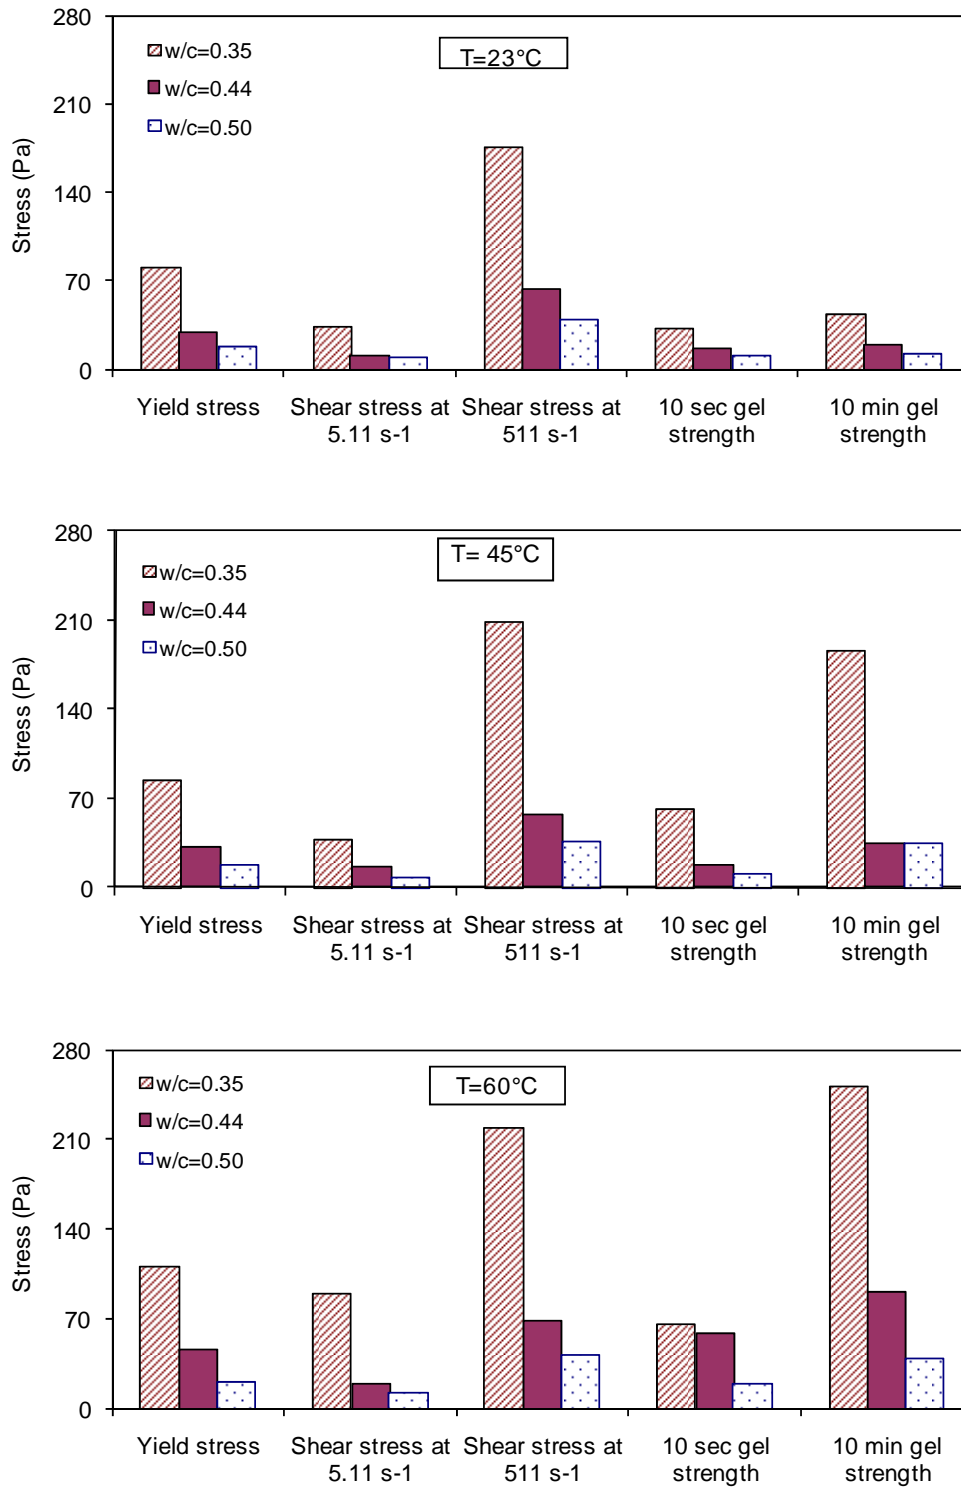 280
T=23°C
w/c=0.35
w/c=0.44
w/c=0.50
210
140
70
0
Stress (Pa)
Yield stress
Shear stress at
5.11 s-1
Shear stress at
511 s-1
10 sec gel
strength
10 min gel
strength
280
T= 45°C
w/c=0.35
w/c=0.44
w/c=0.50
210
140
70
0
Stress (Pa)
Yield stress
Shear stress at
5.11 s-1
Shear stress at
511 s-1
10 sec gel
strength
10 min gel
strength
280
T=60°C
w/c=0.35
w/c=0.44
w/c=0.50
210
140
70
0
Stress (Pa)
Yield stress
Shear stress at
5.11 s-1
Shear stress at
511 s-1
10 sec gel
strength
10 min gel
strength